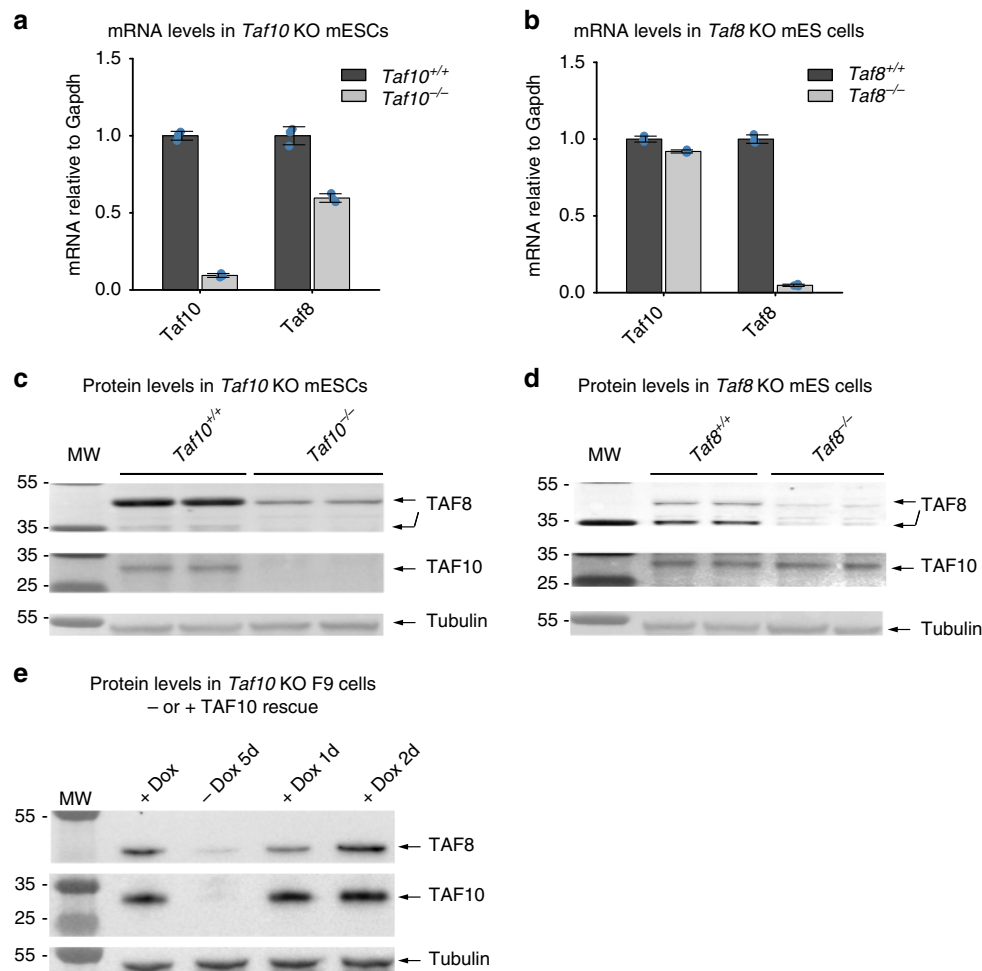 a
mRNA levels in Taf10 KO mESCs
mRNA relative to Gapdh
1.5
1.0
0.5
0.0
Taf10+/+
Taf10−/−
Taf10
Taf8
b
mRNA levels in Taf8 KO mES cells
mRNA relative to Gapdh
1.5
1.0
0.5
0.0
Taf8+/+
Taf8−/−
Taf10
Taf8
c
Protein levels in Taf10 KO mESCs
MW
Taf10+/+
Taf10−/−
55 -
35 -
TAF8
35 -
25 -
TAF10
55 -
Tubulin
d
Protein levels in Taf8 KO mES cells
MW
Taf8+/+
Taf8−/−
55 -
35 -
TAF8
35 -
25 -
TAF10
55 -
Tubulin
e
Protein levels in Taf10 KO F9 cells
– or + TAF10 rescue
MW
+ Dox
– Dox 5d
+ Dox 1d
+ Dox 2d
55 -
TAF8
35 -
25 -
TAF10
55 -
Tubulin